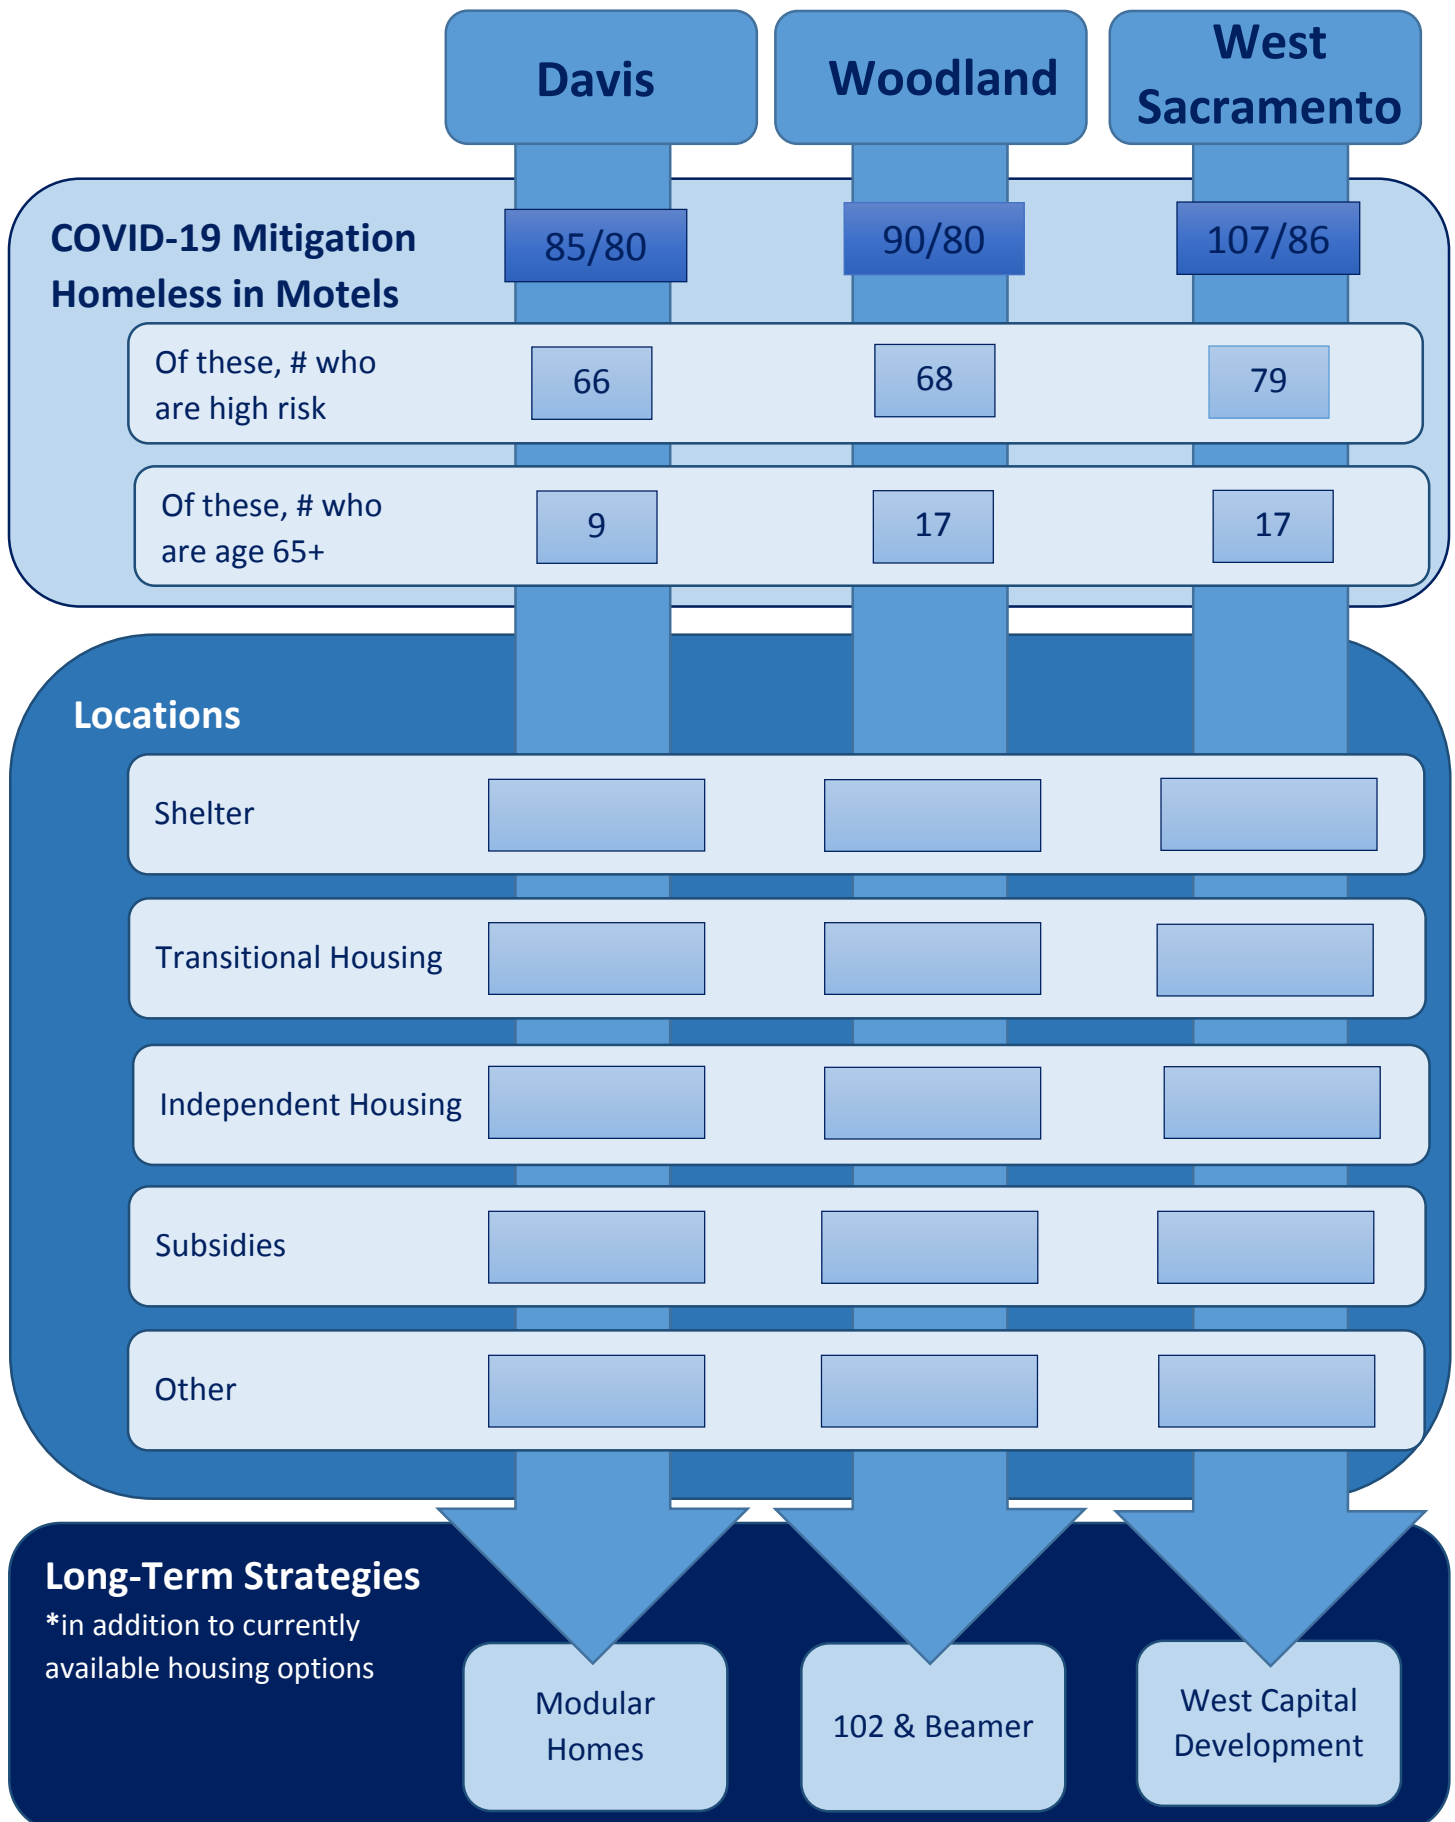 Davis
Woodland
West
Sacramento
COVID-19 Mitigation
Homeless in Motels
85/80
90/80
107/86
Of these, # who
are high risk
66
68
79
Of these, # who
are age 65+
9
17
17
Locations
Shelter
Transitional Housing
Independent Housing
Subsidies
Other
Long-Term Strategies
*in addition to currently
available housing options
Modular
Homes
102 & Beamer
West Capital
Development